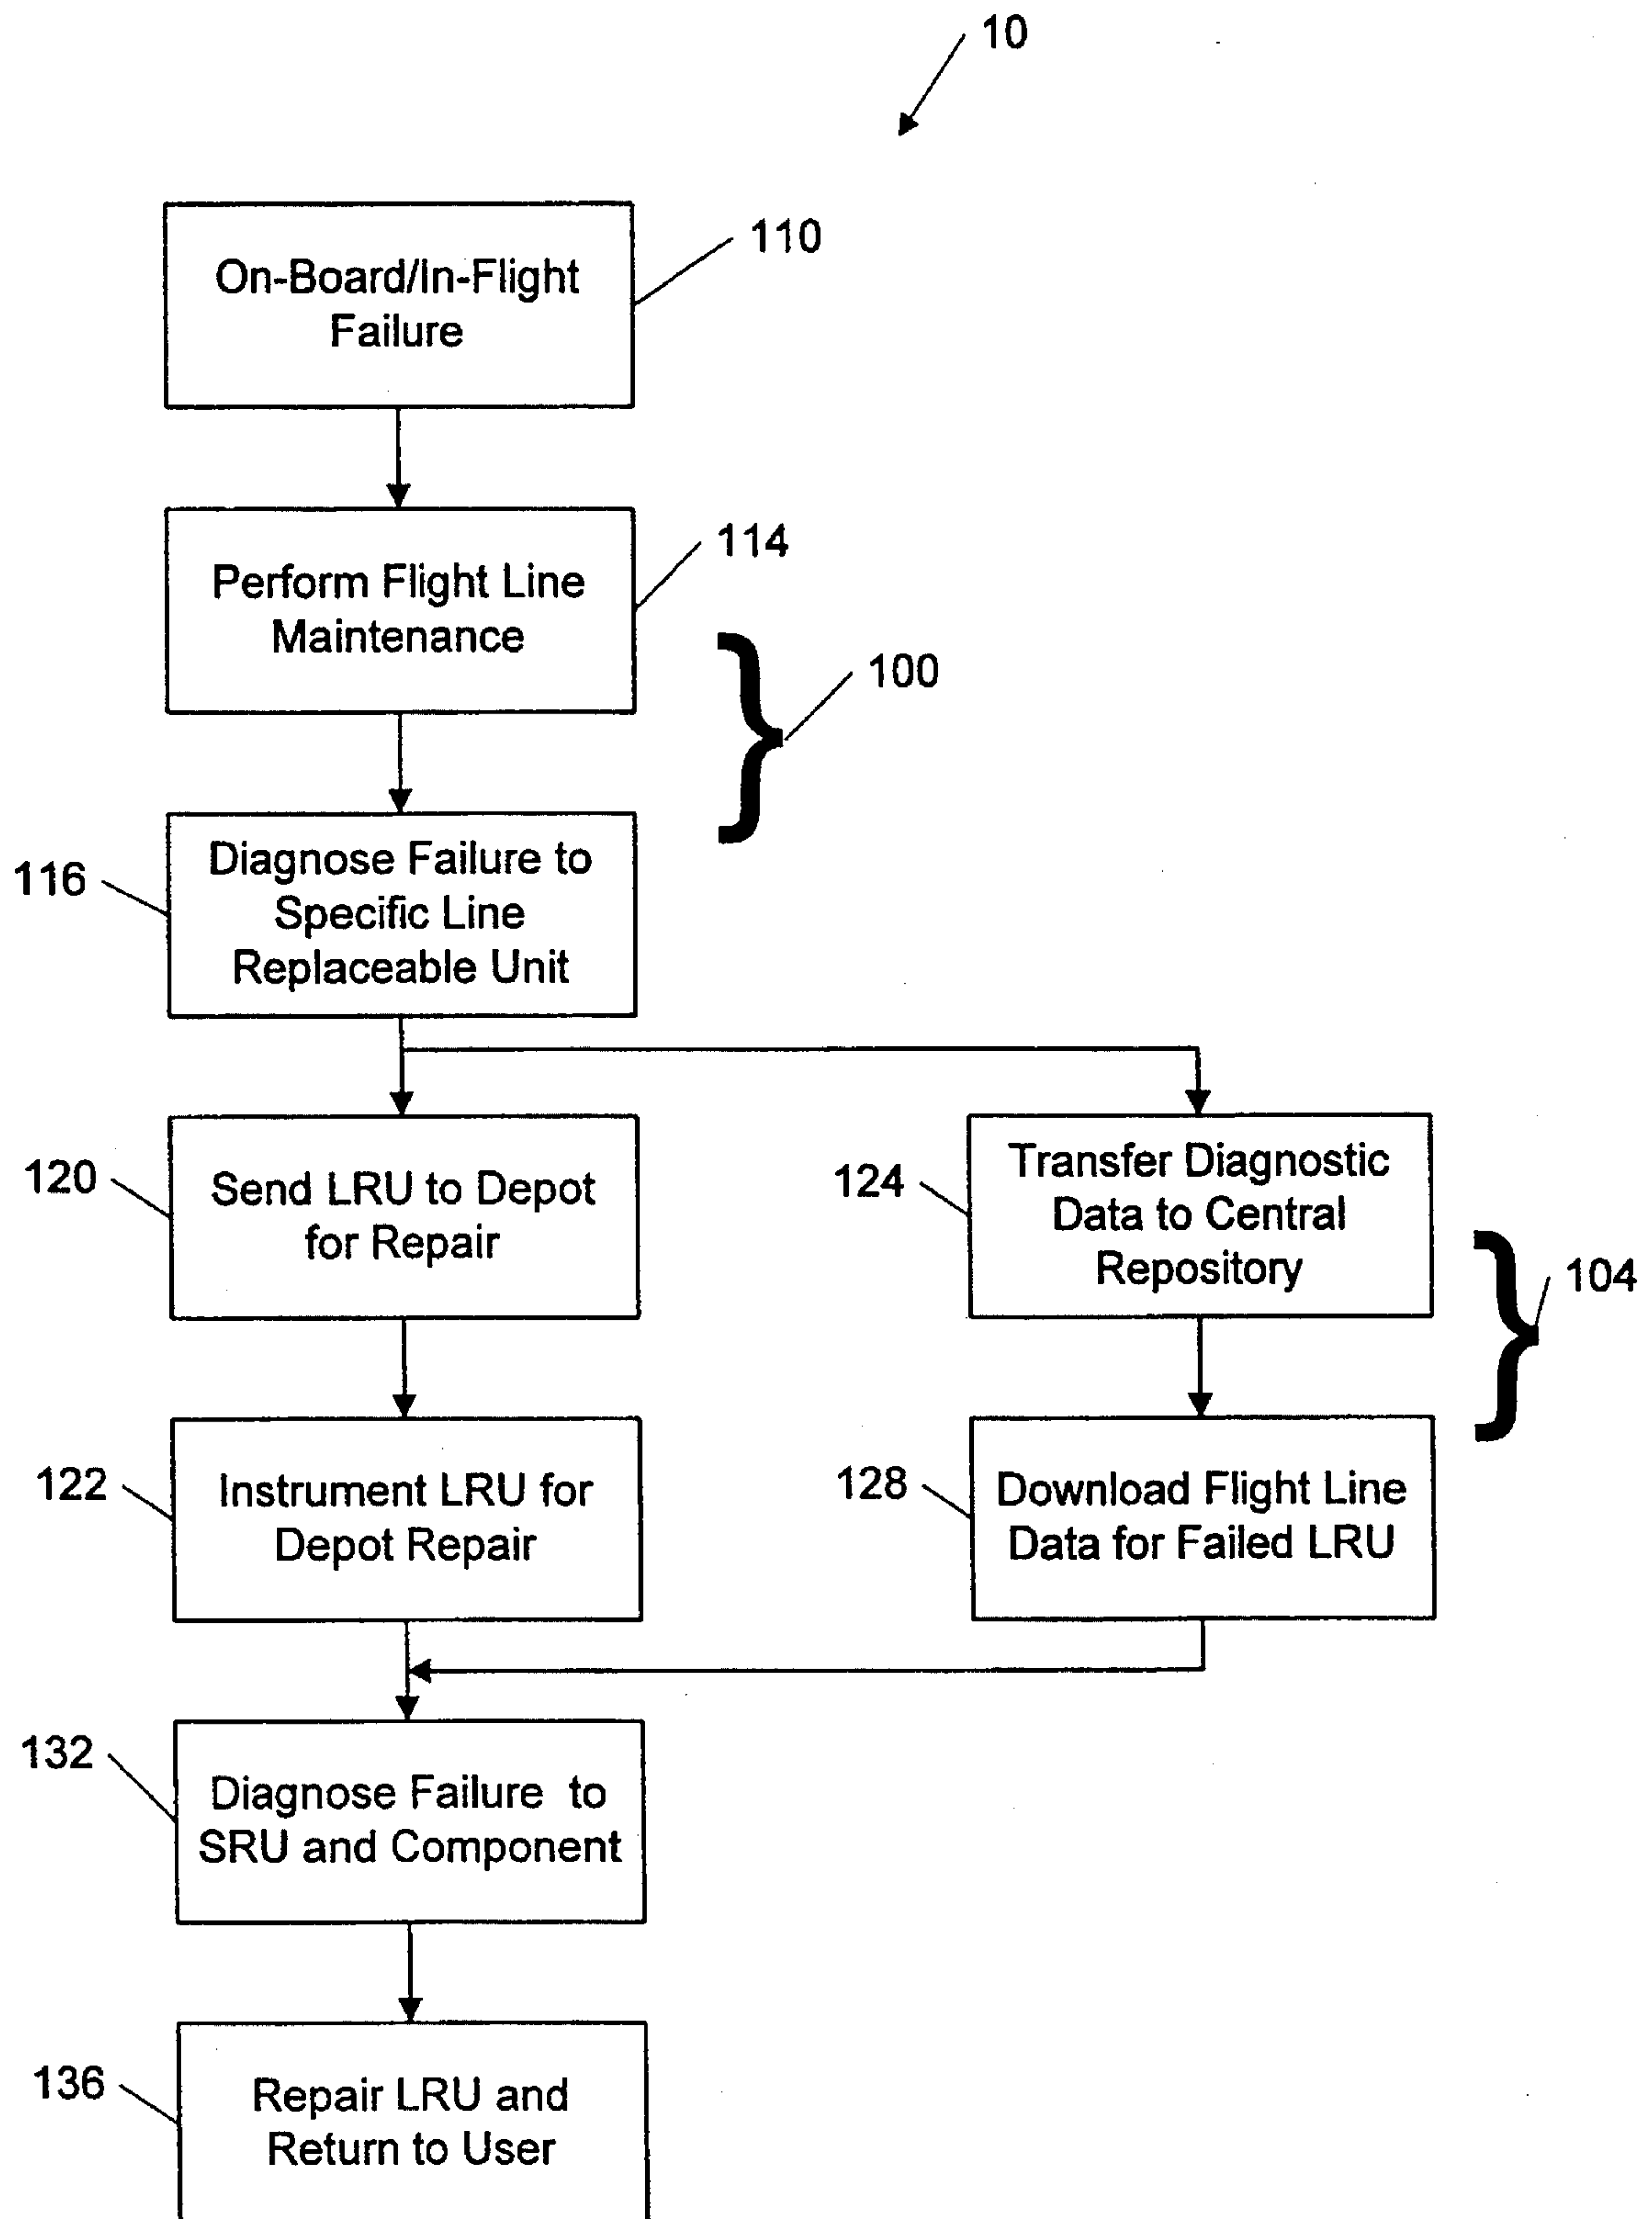 10
On-Board/In-Flight
Failure
110
Perform Flight Line
Maintenance
114
100
116
Diagnose Failure to
Specific Line
Replaceable Unit
120
Send LRU to Depot
for Repair
124
Transfer Diagnostic
Data to Central
Repository
104
122
Instrument LRU for
Depot Repair
128
Download Flight Line
Data for Failed LRU
132
Diagnose Failure to
SRU and Component
136
Repair LRU and
Return to User